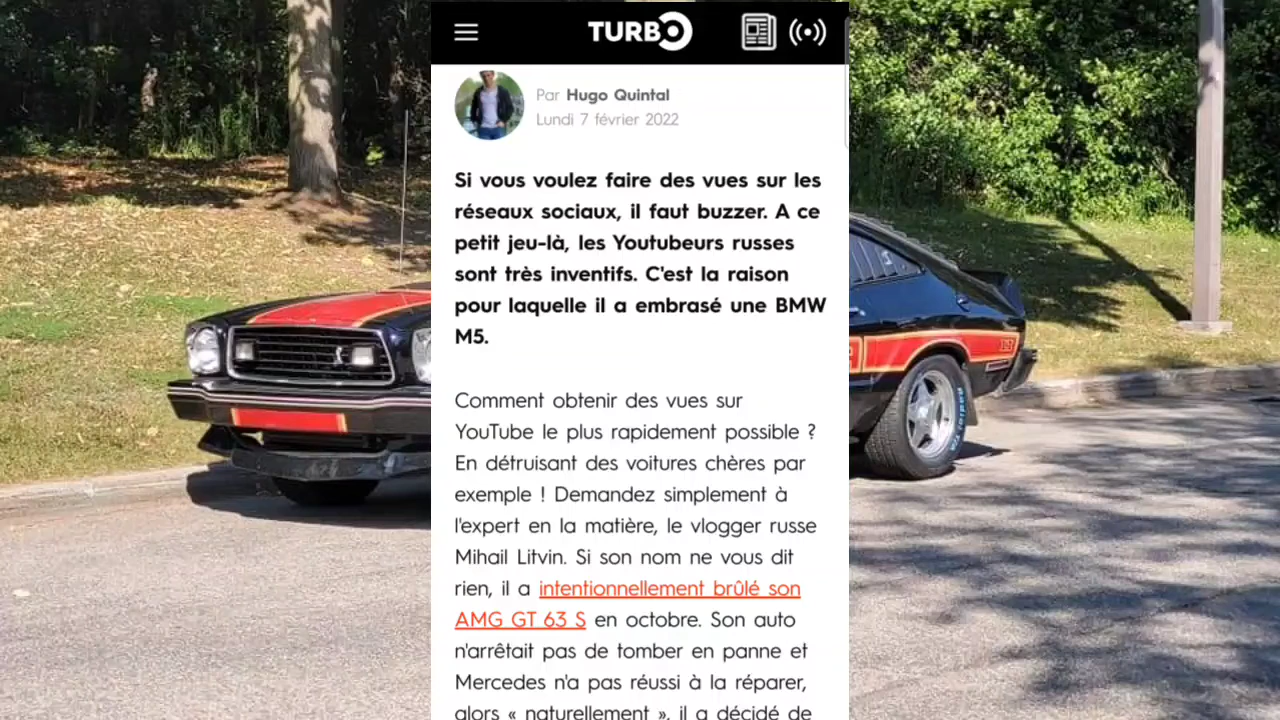 TURBO
Par Hugo Quintal
Lundi 7 février 2022
Si vous voulez faire des vues sur les
réseaux sociaux, il faut buzzer. A ce
petit jeu-là, les Youtubeurs russes
sont très inventifs. C'est la raison
pour laquelle il a embrasé une BMW
M5.
Comment obtenir des vues sur
YouTube le plus rapidement possible ?
En détruisant des voitures chères par
exemple ! Demandez simplement à
l'expert en la matière, le vlogger russe
Mihail Litvin. Si son nom ne vous dit
rien, il a intentionnellement brûlé son
AMG GT 63 S en octobre. Son auto
n'arrêtait pas de tomber en panne et
Mercedes n'a pas réussi à la réparer,
alors « naturellement », il a décidé de